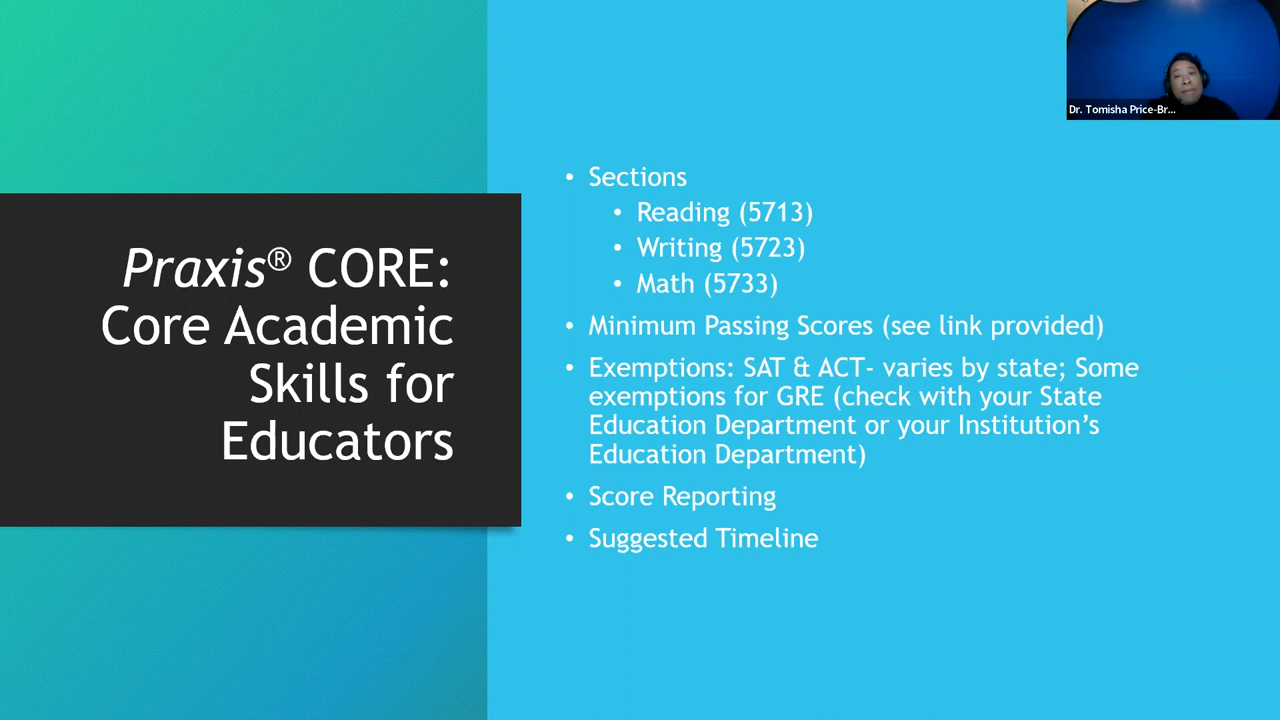 Dr. Tomisha Price-Br...
Praxis® CORE:
Core Academic
Skills for
Educators
• Sections
• Reading (5713)
• Writing (5723)
• Math (5733)
• Minimum Passing Scores (see link provided)
• Exemptions: SAT & ACT- varies by state; Some
exemptions for GRE (check with your State
Education Department or your Institution’s
Education Department)
• Score Reporting
• Suggested Timeline